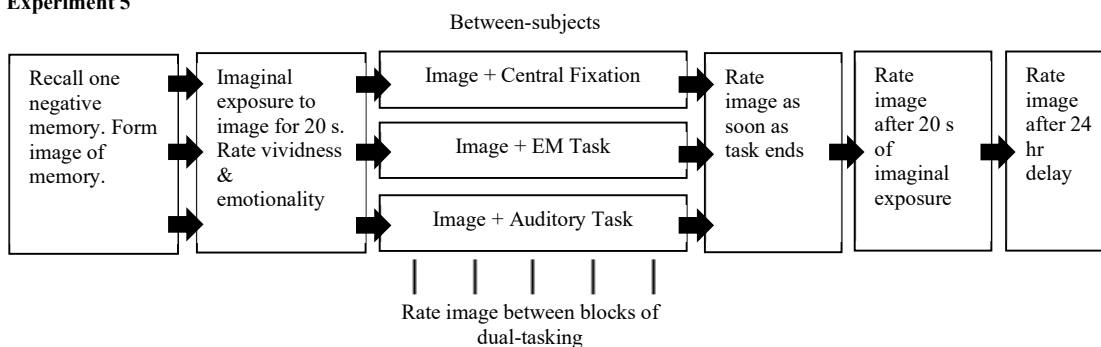 Experiment 5
Between-subjects
Recall one
negative
memory. Form
image of
memory.
Imaginal
exposure to
image for 20 s.
Rate vividness
&
emotionality
Image + Central Fixation
Image + EM Task
Image + Auditory Task
Rate
image as
soon as
task ends
Rate
image
after 20 s
of
imaginal
exposure
Rate
image
after 24
hr
delay
Rate image between blocks of
dual-tasking